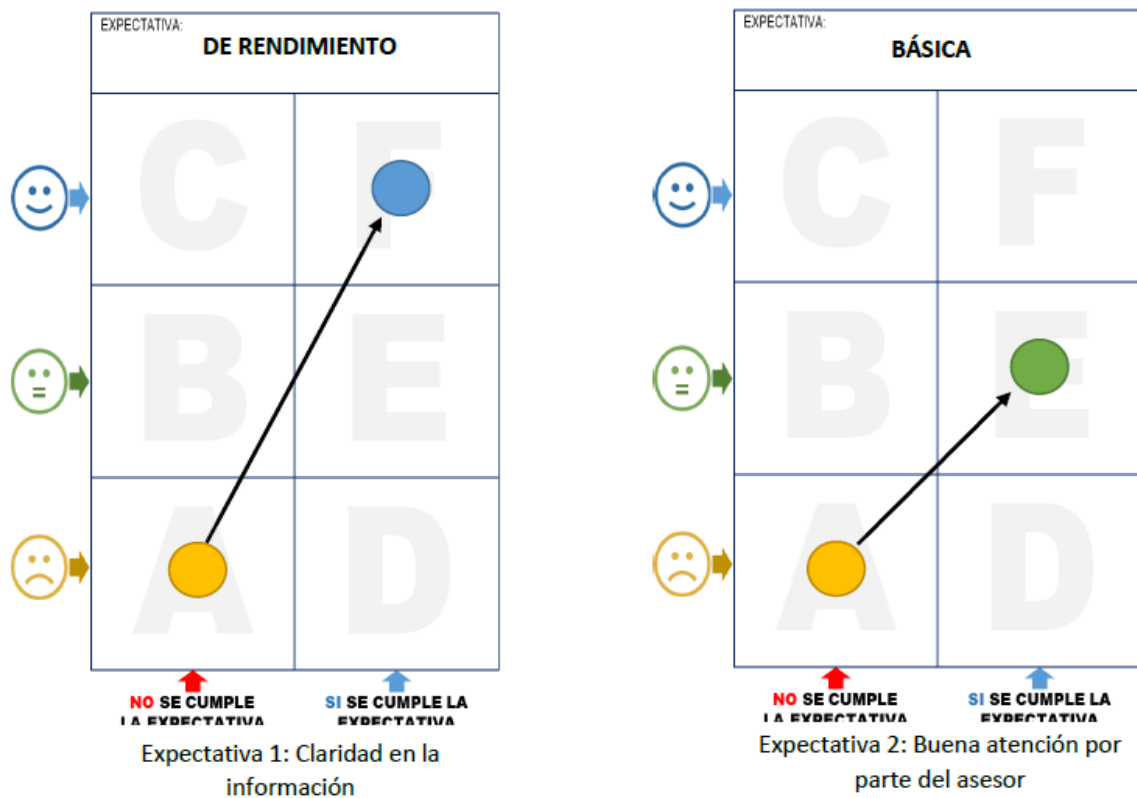 EXPECTATIVA:
DE RENDIMIENTO
C
F
B
E
A
D
NO SE CUMPLE
LA EXPECTATIVA
SI SE CUMPLE LA
EXPECTATIVA
Expectativa 1: Claridad en la
información
EXPECTATIVA:
BÁSICA
C
F
B
E
A
D
NO SE CUMPLE
LA EXPECTATIVA
SI SE CUMPLE LA
EXPECTATIVA
Expectativa 2: Buena atención por
parte del asesor